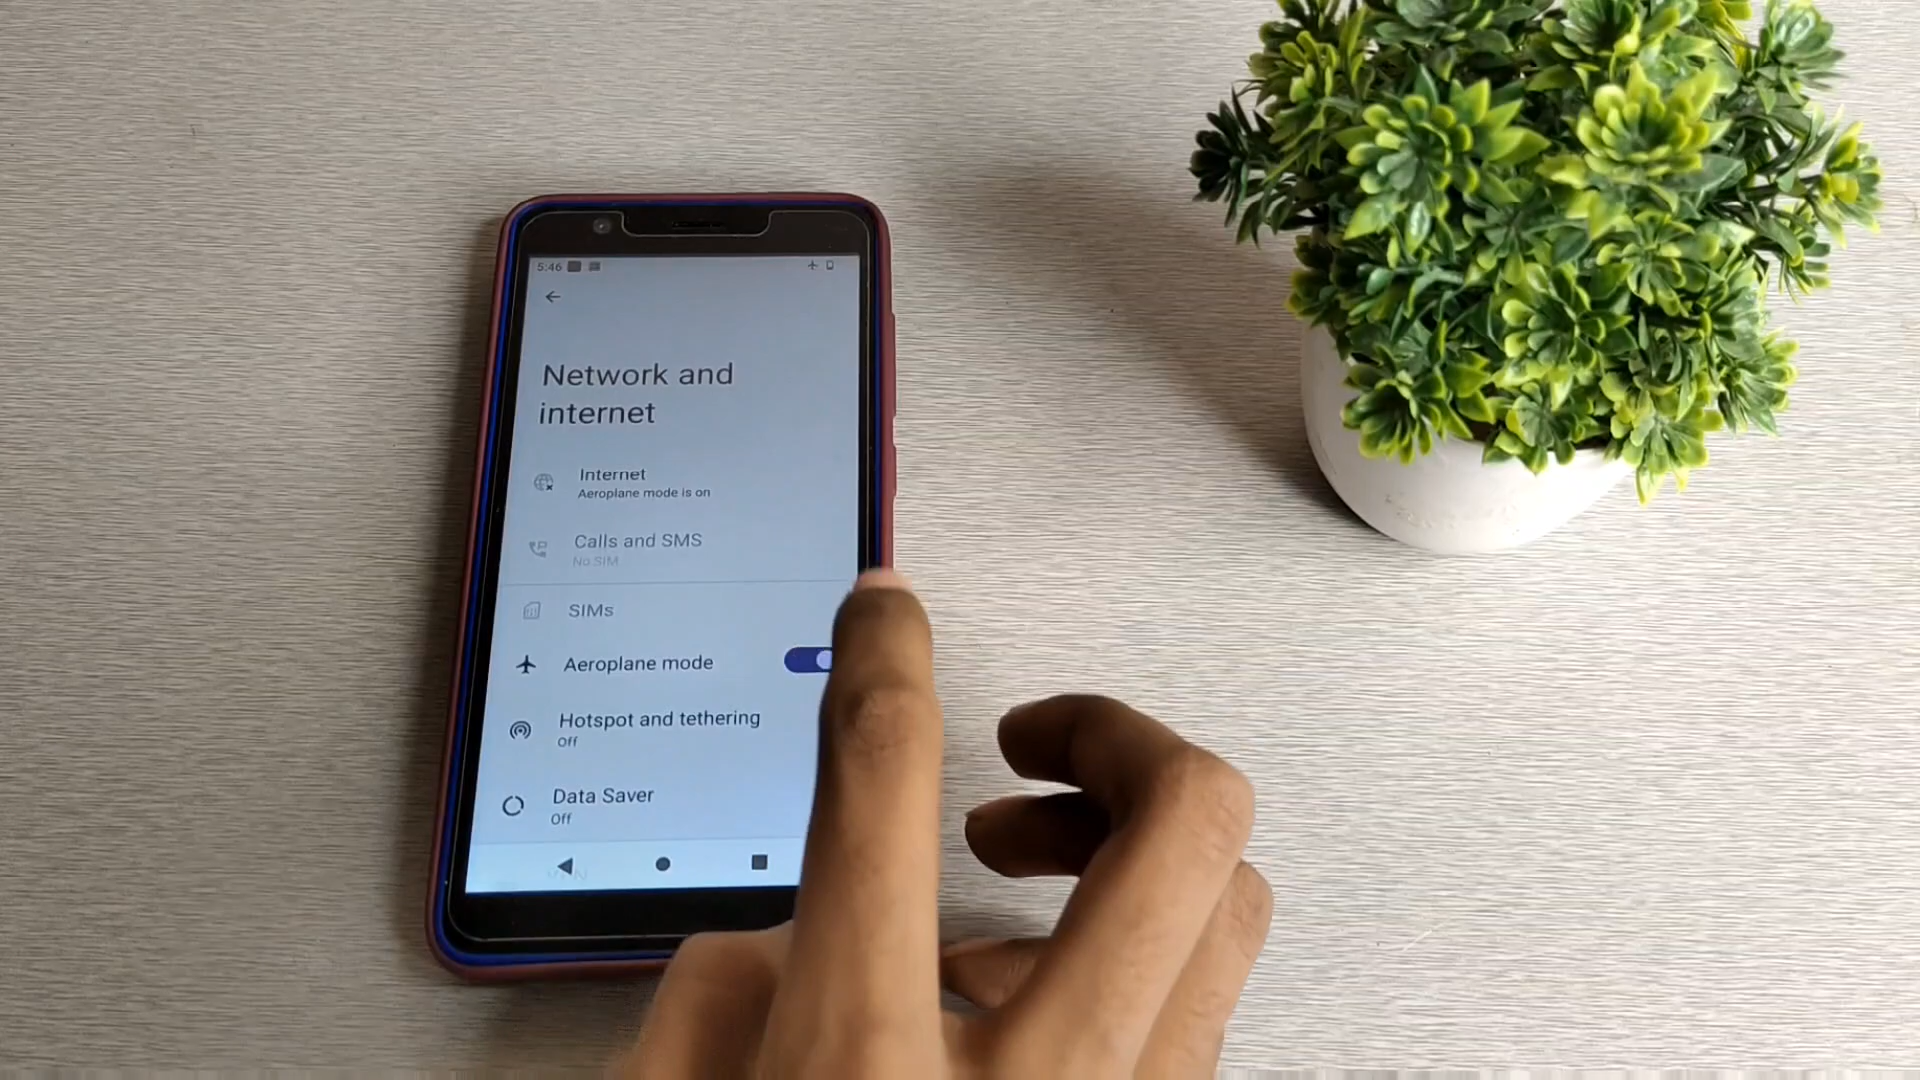 5:46
Network and
internet
Internet
Aeroplane mode is on
Calls and SMS
No SIM
SIMs
Aeroplane mode
Hotspot and tethering
Off
Data Saver
Off